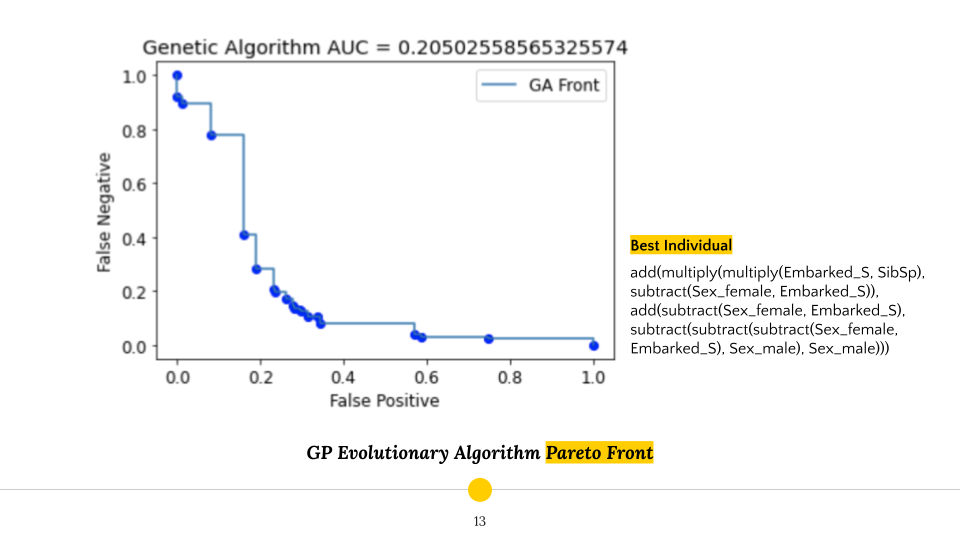 Genetic Algorithm AUC = 0.20502558565325574
GA Front
1.0
0.8
0.6
0.4
0.2
0.0
False Negative
0.0 0.2 0.4 0.6 0.8 1.0
False Positive
Best Individual
add(multiply(multiply(Embarked_S, SibSp),
subtract(Sex_female, Embarked_S)),
add(subtract(Sex_female, Embarked_S),
subtract(subtract(subtract(Sex_female,
Embarked_S), Sex_male), Sex_male)))
GP Evolutionary Algorithm Pareto Front
13